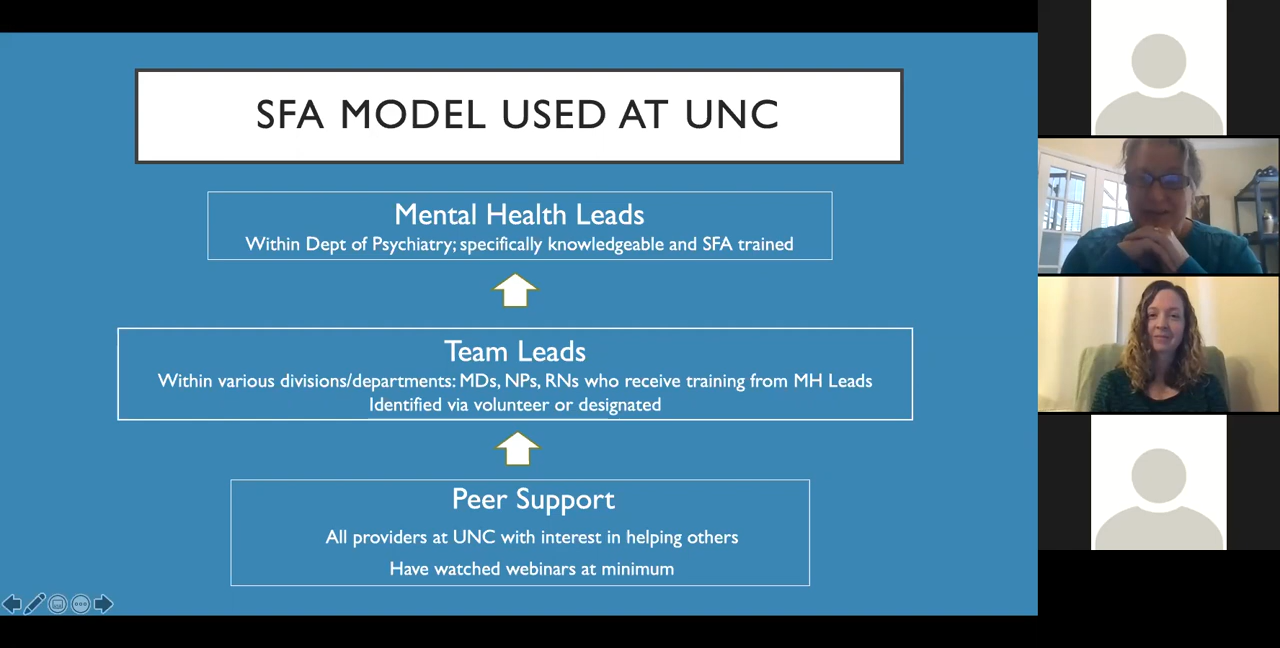 SFA MODEL USED AT UNC
Mental Health Leads
Within Dept of Psychiatry; specifically knowledgeable and SFA trained
Team Leads
Within various divisions/departments: MDs, NPs, RNs who receive training from MH Leads
Identified via volunteer or designated
Peer Support
All providers at UNC with interest in helping others
Have watched webinars at minimum